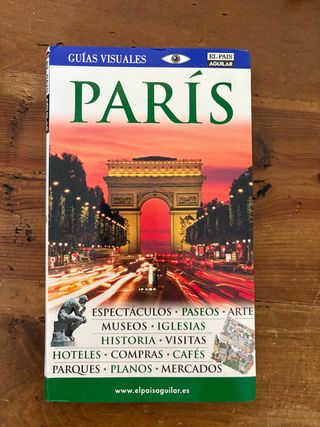 GUÍAS VISUALES
EL PAIS
AGUILAR
PARÍS
ESPECTÁCULOS • PASEOS • ARTE
MUSEOS • IGLESIAS
HISTORIA • VISITAS
HOTELES • COMPRAS • CAFÉS
PARQUES • PLANOS • MERCADOS
www.elpaisaguilar.es